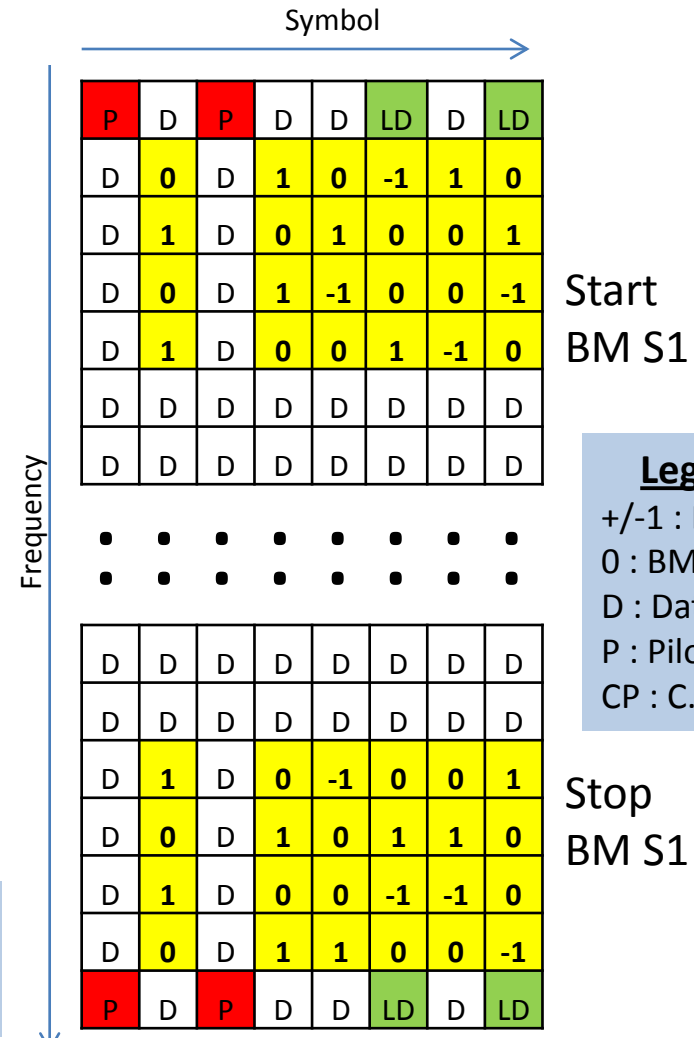 Symbol
Frequency
P D P D D LD D LD
D 0 D 1 0 -1 1 0
D 1 D 0 1 0 0 1
D 0 D 1 -1 0 0 -1
D 1 D 0 0 1 -1 0
D D D D D D D D
D D D D D D D D
Start
BM S1
Leg
+/-1 :
0 : BM
D : Dat
P : Pilo
CP : C.
D D D D D D D D
D D D D D D D D
D 1 D 0 -1 0 0 1
D 0 D 1 0 1 1 0
D 1 D 0 0 -1 -1 0
D 0 D 1 1 0 0 -1
P D P D D LD D LD
Stop
BM S1